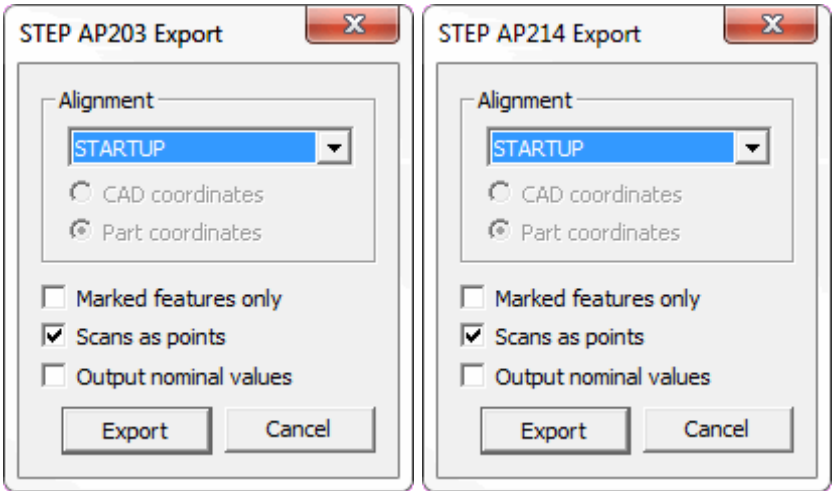 STEP AP203 Export
Alignment
STARTUP
CAD coordinates
Part coordinates
Marked features only
Scans as points
Output nominal values
Export Cancel
STEP AP214 Export
Alignment
STARTUP
CAD coordinates
Part coordinates
Marked features only
Scans as points
Output nominal values
Export Cancel